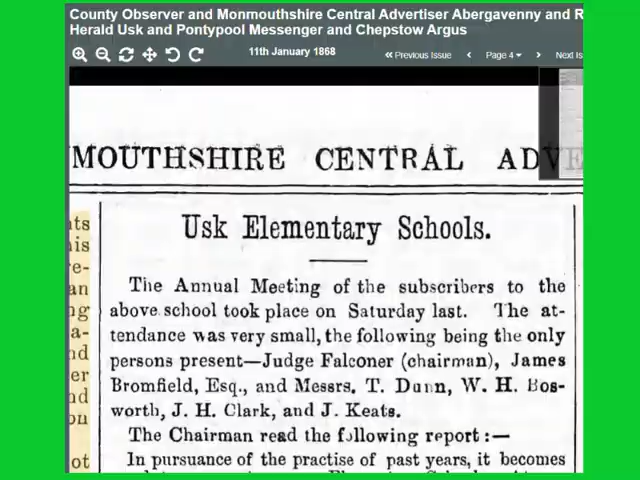 County Observer and Monmouthshire Central Advertiser Abergavenny and R
Herald Usk and Pontypool Messenger and Chepstow Argus
11th January 1868
Previous Issue
Page 4
Next Is
MOUTHSHIRE CENTRAL ADVE
Usk Elementary Schools.
The Annual Meeting of the subscribers to the
above school took place on Saturday last. The at-
tendance was very small, the following being the only
persons present—Judge Falconer (chairman), James
Bromfield, Esq., and Messrs. T. Dunn, W. H. Bos-
worth, J. H. Clark, and J. Keats.
The Chairman read the following report :—
In pursuance of the practise of past years, it becomes